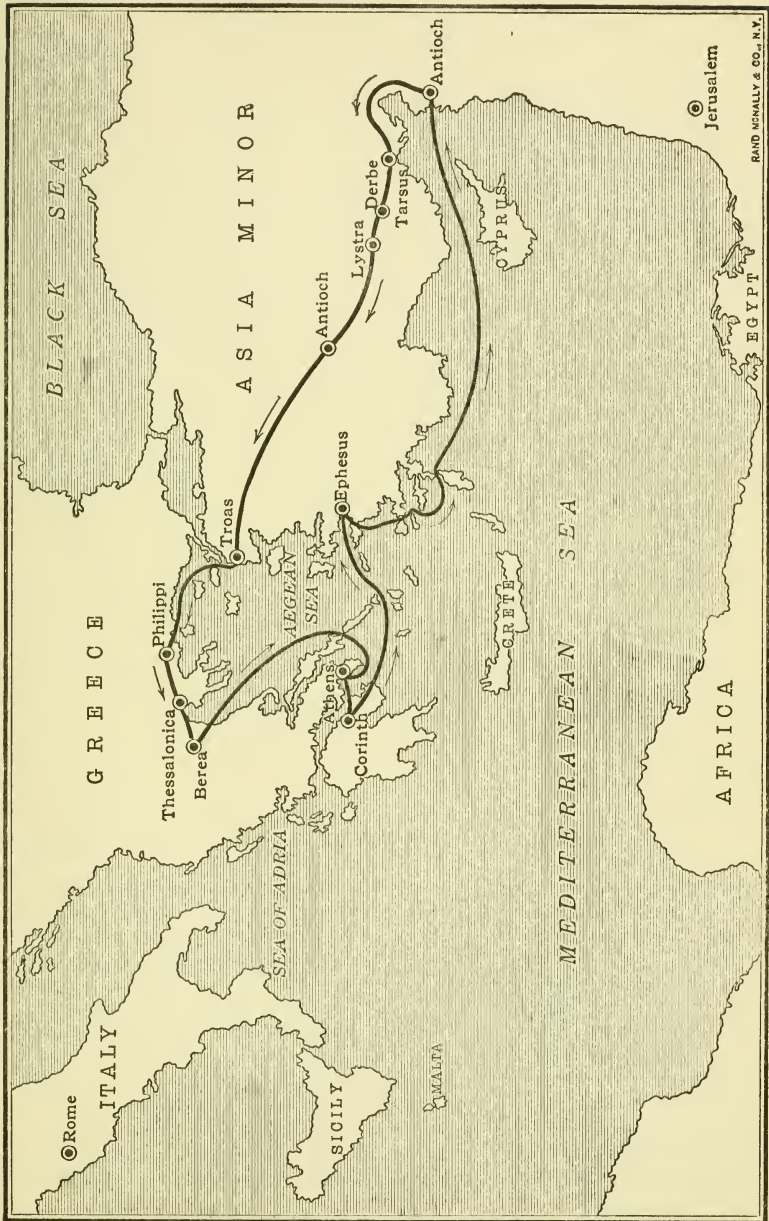 BLACK SEA
Rome
GREECE
ITALY
ASIA MINOR
Philippi
Thessalonica
Berea
Troas
SEA OF ADRIA
AEGEAN
SEA
Antioch
Lystra
Derbe
Tarsus
Athens
Corinth
Ephesus
Antioch
SICILY
MALTA
CRETE
CYPRUS
MEDITERRANEAN SEA
AFRICA
EGYPT
Jerusalem
RAND MCNALLY & CO., N.Y.